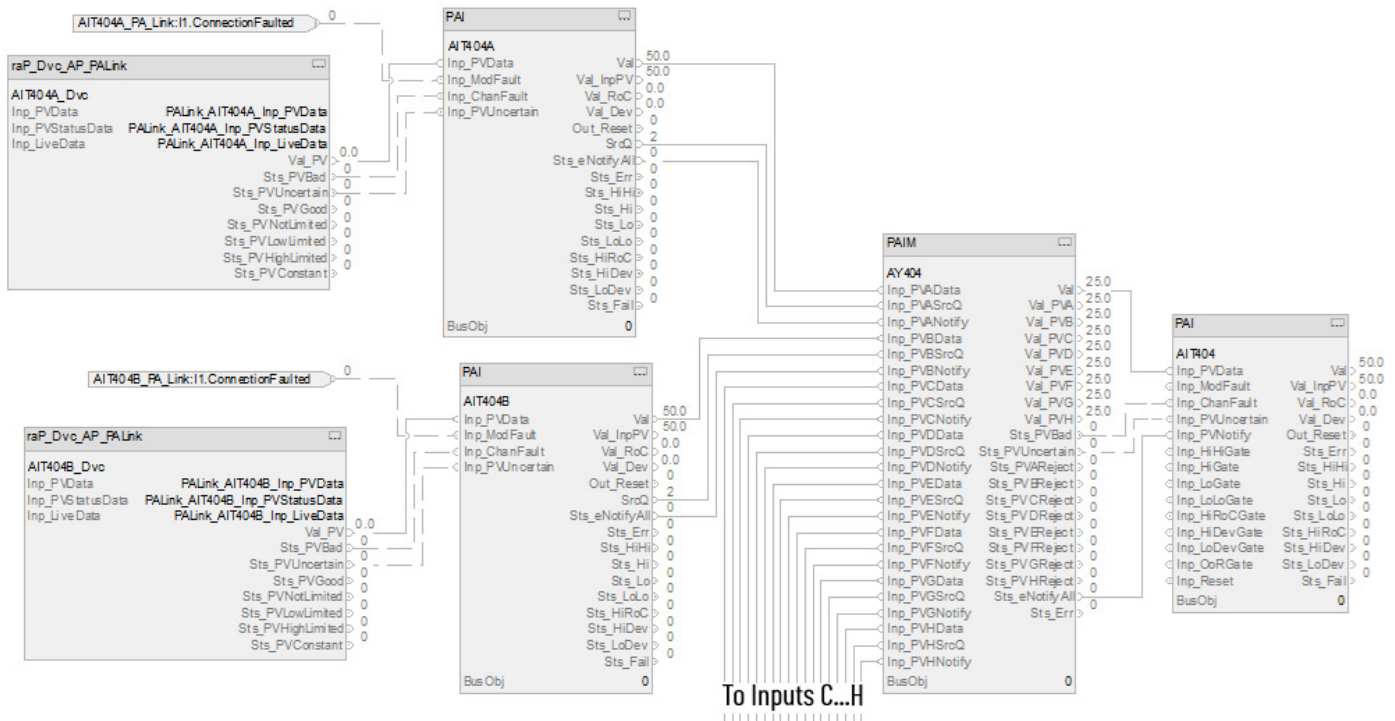 AIT404A_PA_Link:I1.ConnectionFaulted
0
raP_Dvc_AP_PALink
AIT404A_Dvc
Inp_PVData PALink_AIT404A_Inp_PVData
Inp_PVStatusData PALink_AIT404A_Inp_PVStatusData
Inp_LiveData PALink_AIT404A_Inp_LiveData
Val_PV 0.0
Sts_PVBad 0
Sts_PVUncertain 0
Sts_PVGood 0
Sts_PVNotLimited 0
Sts_PVLowLimited 0
Sts_PVHighLimited 0
Sts_PVConstant 0
PAI
AIT404A
Inp_PVData Val 50.0
Inp_ModFault Val_InpPV 50.0
Inp_ChanFault Val_RoC 0.0
Inp_PVUncertain Val_Dev 0.0
Out_Reset 0
SrcQ 2
Sts_eNotifyAll 0
Sts_Err 0
Sts_HiHi 0
Sts_Hi 0
Sts_Lo 0
Sts_LoLo 0
Sts_HiRoC 0
Sts_HiDev 0
Sts_LoDev 0
Sts_Fail 0
BusObj 0
AIT404B_PA_Link:I1.ConnectionFaulted
0
raP_Dvc_AP_PALink
AIT404B_Dvc
Inp_PVData PALink_AIT404B_Inp_PVData
Inp_PVStatusData PALink_AIT404B_Inp_PVStatusData
Inp_LiveData PALink_AIT404B_Inp_LiveData
Val_PV 0.0
Sts_PVBad 0
Sts_PVUncertain 0
Sts_PVGood 0
Sts_PVNotLimited 0
Sts_PVLowLimited 0
Sts_PVHighLimited 0
Sts_PVConstant 0
PAI
AIT404B
Inp_PVData Val 50.0
Inp_ModFault Val_InpPV 50.0
Inp_ChanFault Val_RoC 0.0
Inp_PVUncertain Val_Dev 0.0
Out_Reset 0
SrcQ 2
Sts_eNotifyAll 0
Sts_Err 0
Sts_HiHi 0
Sts_Hi 0
Sts_Lo 0
Sts_LoLo 0
Sts_HiRoC 0
Sts_HiDev 0
Sts_LoDev 0
Sts_Fail 0
BusObj 0
To Inputs C...H
PAIM
AY404
Inp_PVAData Val 25.0
Inp_PVASrcQ Val_PVA 25.0
Inp_PVANotify Val_PVB 25.0
Inp_PVBData Val_PVC 25.0
Inp_PVBSrcQ Val_PVD 25.0
Inp_PVBNotify Val_PVE 25.0
Inp_PVCData Val_PVF 25.0
Inp_PVCSrcQ Val_PVG 25.0
Inp_PVCNotify Val_PVH 25.0
Inp_PVDData Sts_PVBad 0
Inp_PVDSrcQ Sts_PVUncertain 0
Inp_PVDNotify Sts_PVAReject 0
Inp_PVEData Sts_PVBReject 0
Inp_PVESrcQ Sts_PVCReject 0
Inp_PVENotify Sts_PVDReject 0
Inp_PVFData Sts_PVEReject 0
Inp_PVFSrcQ Sts_PVFReject 0
Inp_PVFNotify Sts_PVGReject 0
Inp_PVGData Sts_PVHReject 0
Inp_PVGSrcQ Sts_eNotifyAll 0
Inp_PVGNotify Sts_Err 0
Inp_PVHData
Inp_PVHSrcQ
Inp_PVHNotify
BusObj 0
PAI
AIT404
Inp_PVData Val 50.0
Inp_ModFault Val_InpPV 50.0
Inp_ChanFault Val_RoC 0.0
Inp_PVUncertain Val_Dev 0.0
Inp_PVNotify Out_Reset 0
Inp_HiHiGate Sts_Err 0
Inp_HiGate Sts_HiHi 0
Inp_LoGate Sts_Hi 0
Inp_LoLoGate Sts_Lo 0
Inp_HiRoCGate Sts_LoLo 0
Inp_HiDevGate Sts_HiRoC 0
Inp_LoDevGate Sts_HiDev 0
Inp_OoRGate Sts_LoDev 0
Inp_Reset Sts_Fail 0
BusObj 0